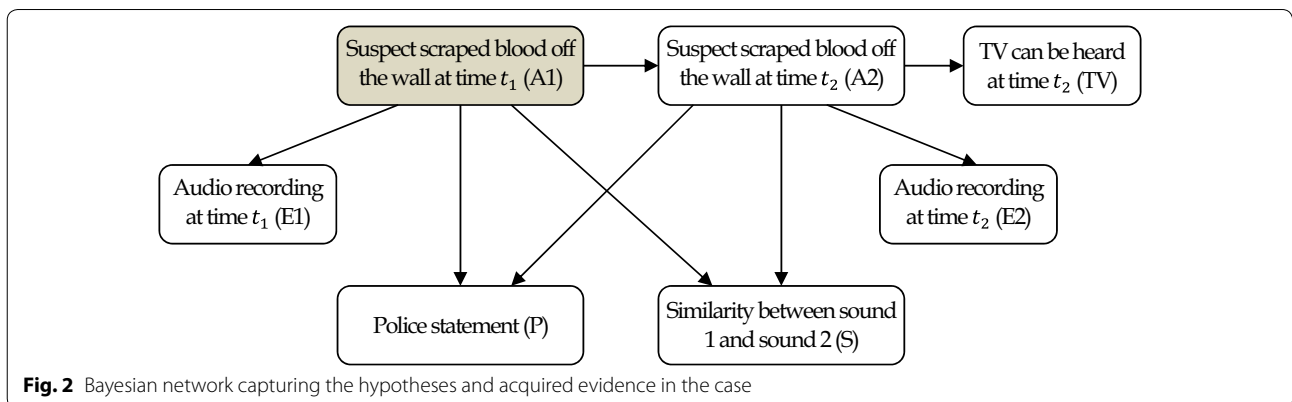 Suspect scraped blood off
the wall at time t₁ (A1)
Suspect scraped blood off
the wall at time t₂ (A2)
TV can be heard
at time t₂ (TV)
Audio recording
at time t₁ (E1)
Audio recording
at time t₂ (E2)
Police statement (P)
Similarity between sound
1 and sound 2 (S)
Fig. 2 Bayesian network capturing the hypotheses and acquired evidence in the case